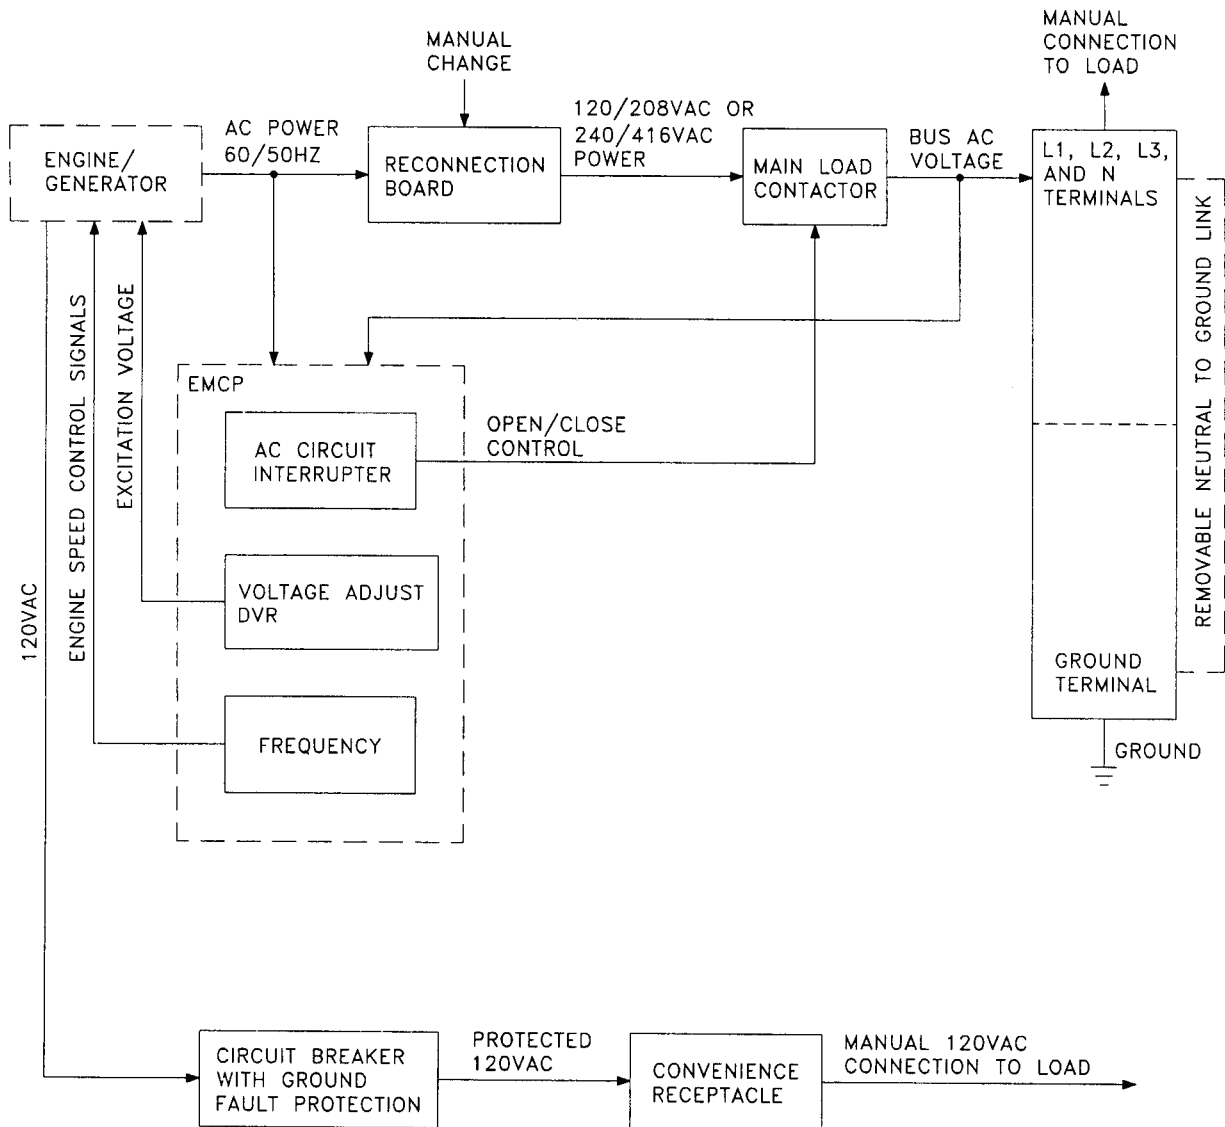 MANUAL
CHANGE
MANUAL
CONNECTION
TO LOAD
ENGINE/
GENERATOR
AC POWER
60/50HZ
RECONNECTION
BOARD
120/208VAC OR
240/416VAC
POWER
MAIN LOAD
CONTACTOR
BUS AC
VOLTAGE
L1, L2, L3,
AND N
TERMINALS
REMOVABLE NEUTRAL TO GROUND LINK
120VAC
ENGINE SPEED CONTROL SIGNALS
EXCITATION VOLTAGE
EMCP
AC CIRCUIT
INTERRUPTER
OPEN/CLOSE
CONTROL
VOLTAGE ADJUST
DVR
FREQUENCY
GROUND
TERMINAL
GROUND
CIRCUIT BREAKER
WITH GROUND
FAULT PROTECTION
PROTECTED
120VAC
CONVENIENCE
RECEPTACLE
MANUAL 120VAC
CONNECTION TO LOAD